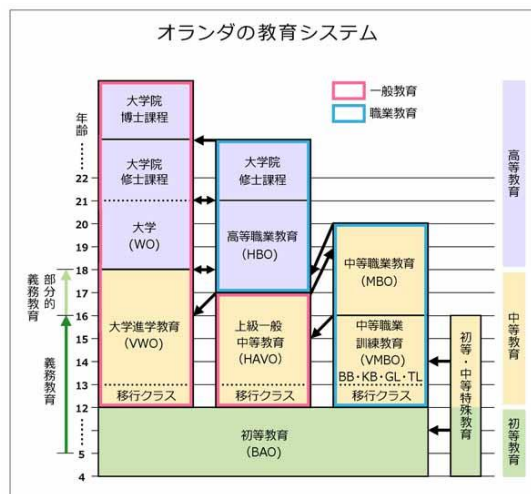 オランダの教育システム
一般教育
職業教育
年齢
22
21
20
19
18
17
16
15
14
13
12
5
4
部分的
義務教育
義務教育
大学院
博士課程
大学院
修士課程
大学
(WO)
大学進学教育
(VWO)
移行クラス
大学院
修士課程
高等職業教育
(HBO)
上級一般
中等教育
(HAVO)
移行クラス
中等職業教育
(MBO)
中等職業
訓練教育
(VMBO)
BB・KB・GL・TL
移行クラス
初等教育
(BAO)
初等・中等特殊教育
高等教育
中等教育
初等教育